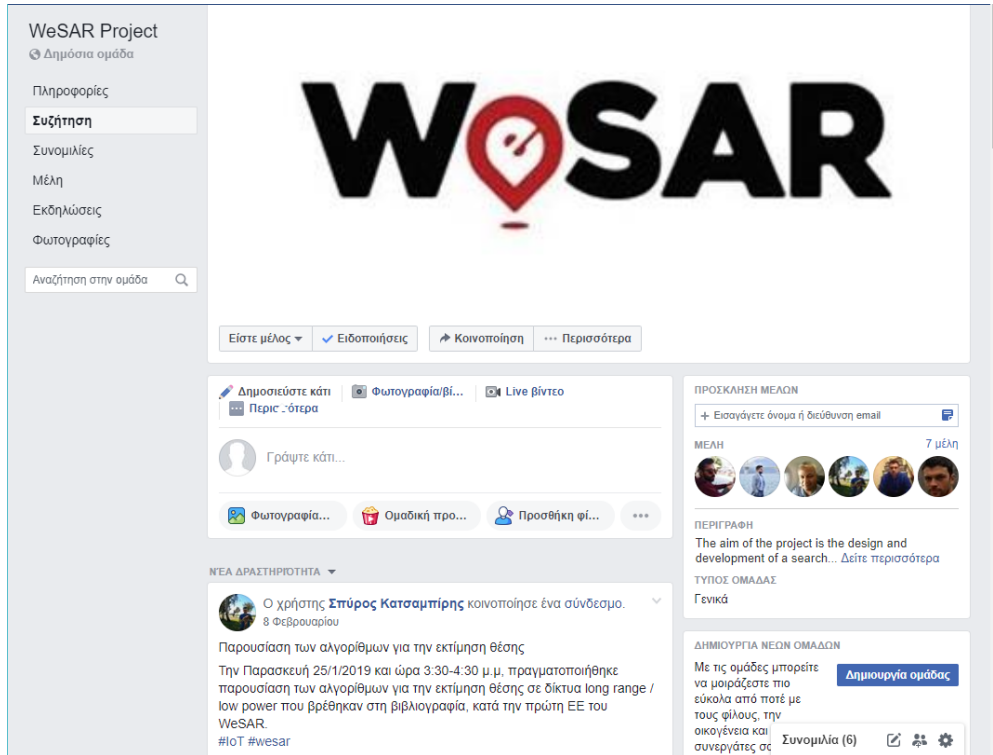 WeSAR Project
Δημόσια ομάδα
Πληροφορίες
Συζήτηση
Συνομιλίες
Μέλη
Εκδηλώσεις
Φωτογραφίες
Αναζήτηση στην ομάδα
WeSAR
Είστε μέλος
Ειδοποιήσεις
Κοινοποίηση
Περισσότερα
Δημοσιεύστε κάτι
Φωτογραφία/βί...
Live βίντεο
Γράψτε κάτι...
Φωτογραφία...
Ομαδική προ...
Προσθήκη φί...
ΝΈΑ ΔΡΑΣΤΗΡΙΌΤΗΤΑ
Ο χρήστης Σπύρος Κατσαμπίρης κοινοποίησε ένα σύνδεσμο.
8 Φεβρουαρίου
Παρουσίαση των αλγορίθμων για την εκτίμηση θέσης
Την Παρασκευή 25/1/2019 και ώρα 3:30-4:30 μ.μ, πραγματοποιήθηκε
παρουσίαση των αλγορίθμων για την εκτίμηση θέσης σε δίκτυα long range /
low power που βρέθηκαν στη βιβλιογραφία, κατά την πρώτη ΕΕ του
WeSAR.
#IoT #wesar
ΠΡΟΣΚΛΗΣΗ ΜΕΛΩΝ
+ Εισαγάγετε όνομα ή διεύθυνση email
ΜΕΛΗ
7 μέλη
ΠΕΡΙΓΡΑΦΗ
The aim of the project is the design and
development of a search... Δείτε περισσότερα
ΤΥΠΟΣ ΟΜΑΔΑΣ
Γενικά
ΔΗΜΙΟΥΡΓΙΑ ΝΕΩΝ ΟΜΑΔΩΝ
Με τις ομάδες μπορείτε
να μοιράζεστε πιο
εύκολα από ποτέ με
τους φίλους, την
οικογένεια και
συνεργάτες
Δημιουργία ομάδας
Συνομιλία (6)